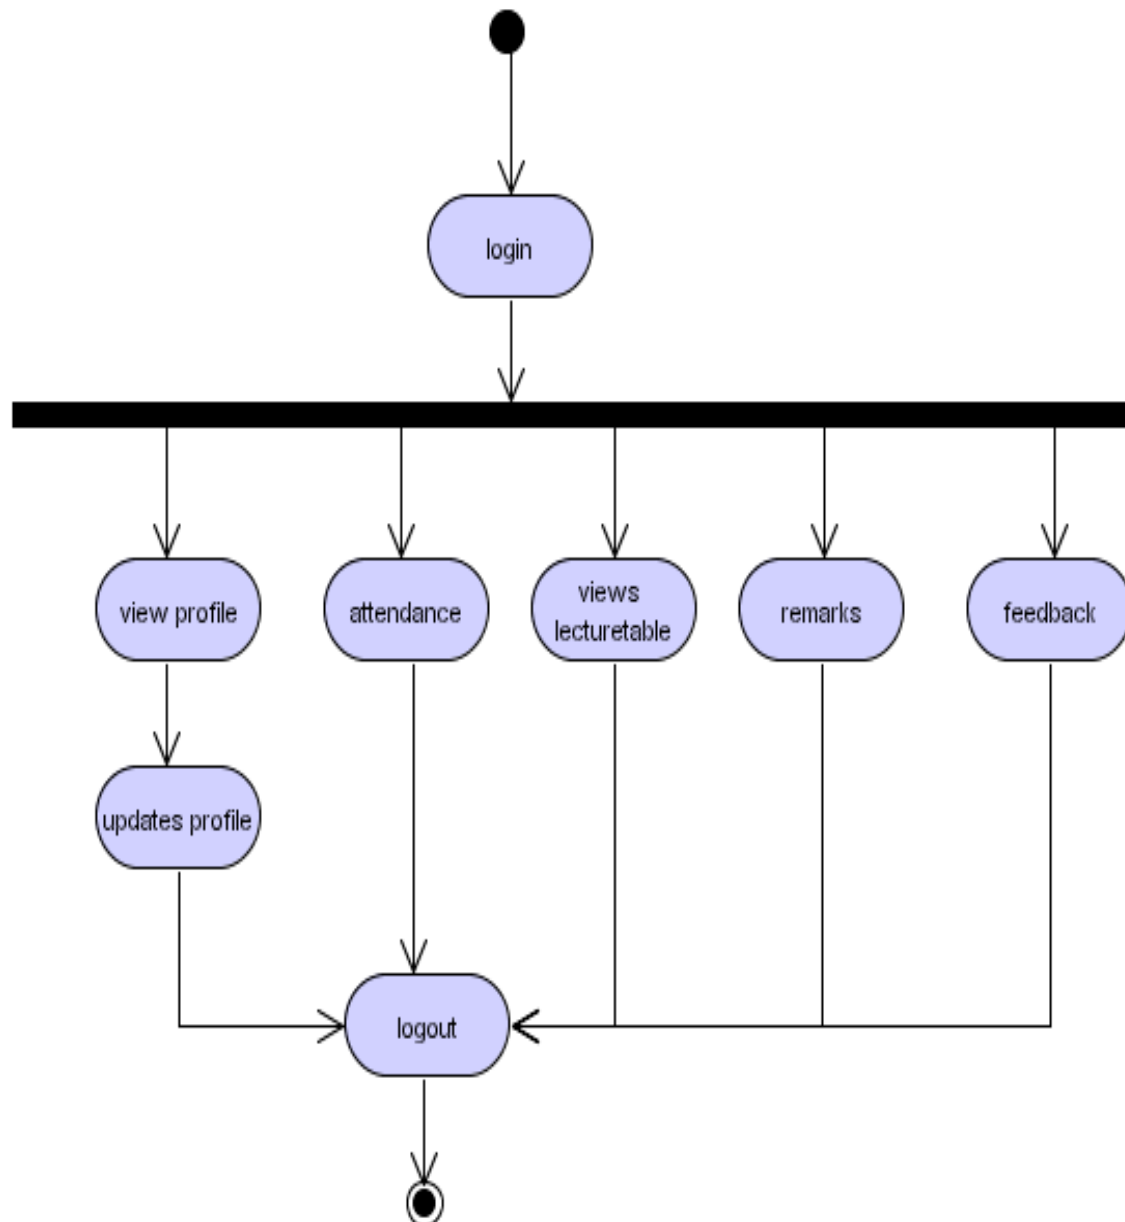 login
view profile
attendance
views
lecturetable
remarks
feedback
updates profile
logout